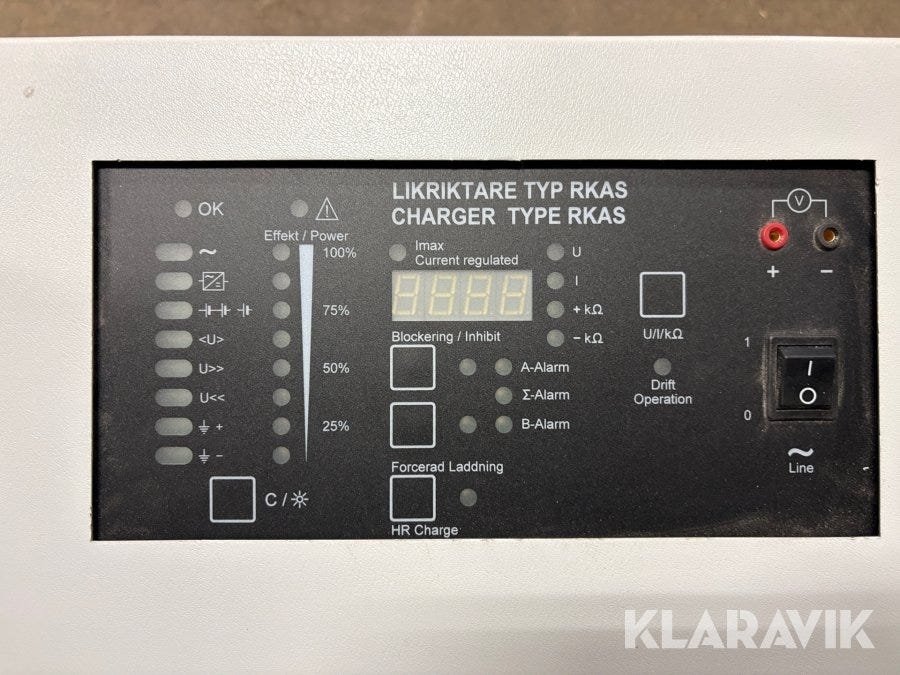 LIKRIKTARE TYP RKAS
CHARGER TYPE RKAS
OK
Effekt / Power
100%
75%
50%
25%
~
<U>
U>>
U<<
+
-
C /
Imax
Current regulated
U
I
+ kΩ
− kΩ
Blockering / Inhibit
A-Alarm
Σ-Alarm
B-Alarm
Forcerad Laddning
HR Charge
U/I/kΩ
Drift
Operation
V
+ −
1
I
O
0
~
Line
KLARAVIK